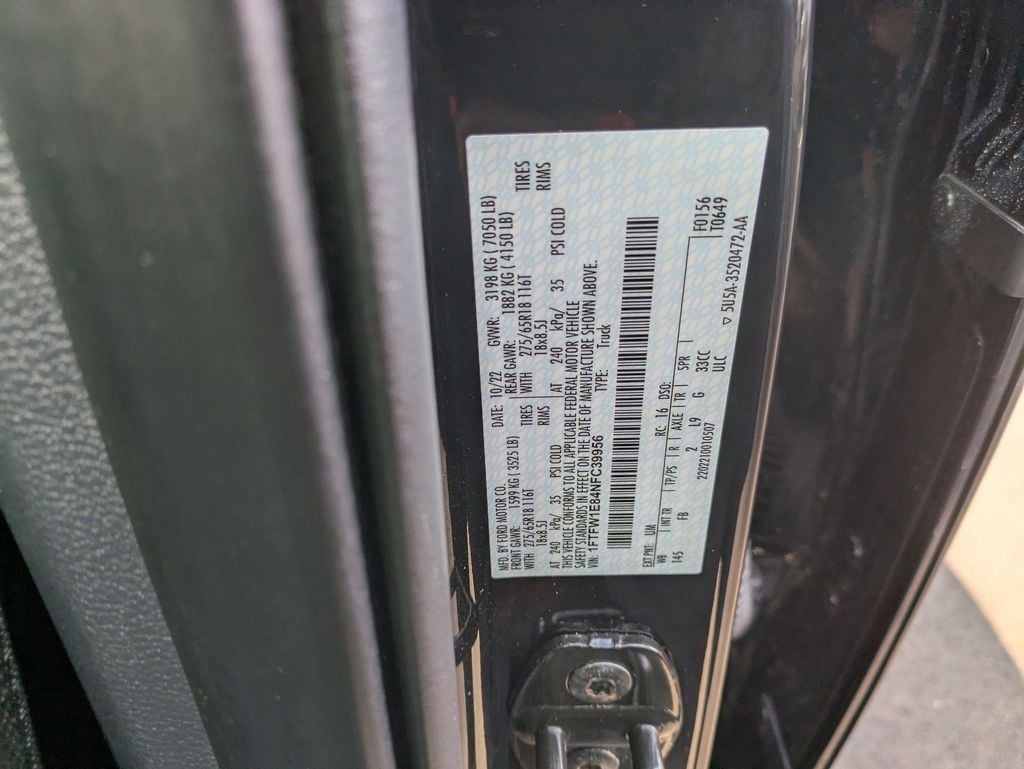 MFD. BY FORD MOTOR CO.
DATE: 10/22 GVWR: 3198 KG ( 7050 LB)
FRONT GAWR: 1599 KG ( 3525 LB) REAR GAWR: 1882 KG ( 4150 LB)
WITH 275/65R18 116T TIRES WITH 275/65R18 116T TIRES
18x8.5J RIMS 18x8.5J RIMS
AT 240 kPa/ 35 PSI COLD AT 240 kPa/ 35 PSI COLD
THIS VEHICLE CONFORMS TO ALL APPLICABLE FEDERAL MOTOR VEHICLE
SAFETY STANDARDS IN EFFECT ON THE DATE OF MANUFACTURE SHOWN ABOVE.
VIN: 1FTFW1E84NFC39956 TYPE: Truck
EXT PNT: UM RC: 16 DSO: F0156
WB INT TR TP/PS R AXLE TR SPR T0649
145 FB 2 L9 G 33CC
2202210010507 ULC
▽ 5U5A-3520472-AA